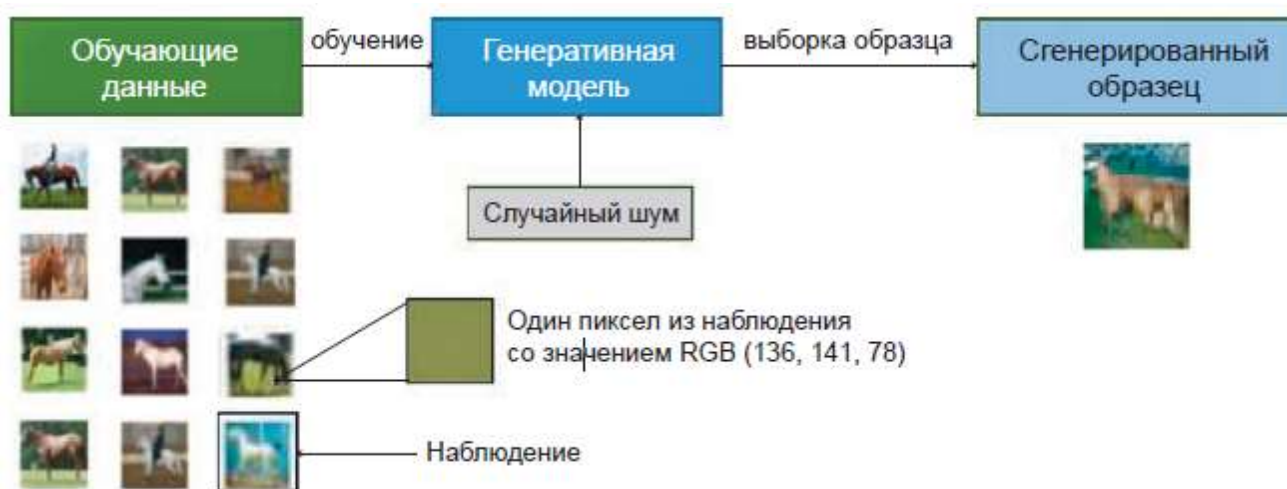 Обучающие
данные
обучение
Генеративная
модель
выборка образца
Сгенерированный
образец
Случайный шум
Один пиксел из наблюдения
со значением RGB (136, 141, 78)
Наблюдение